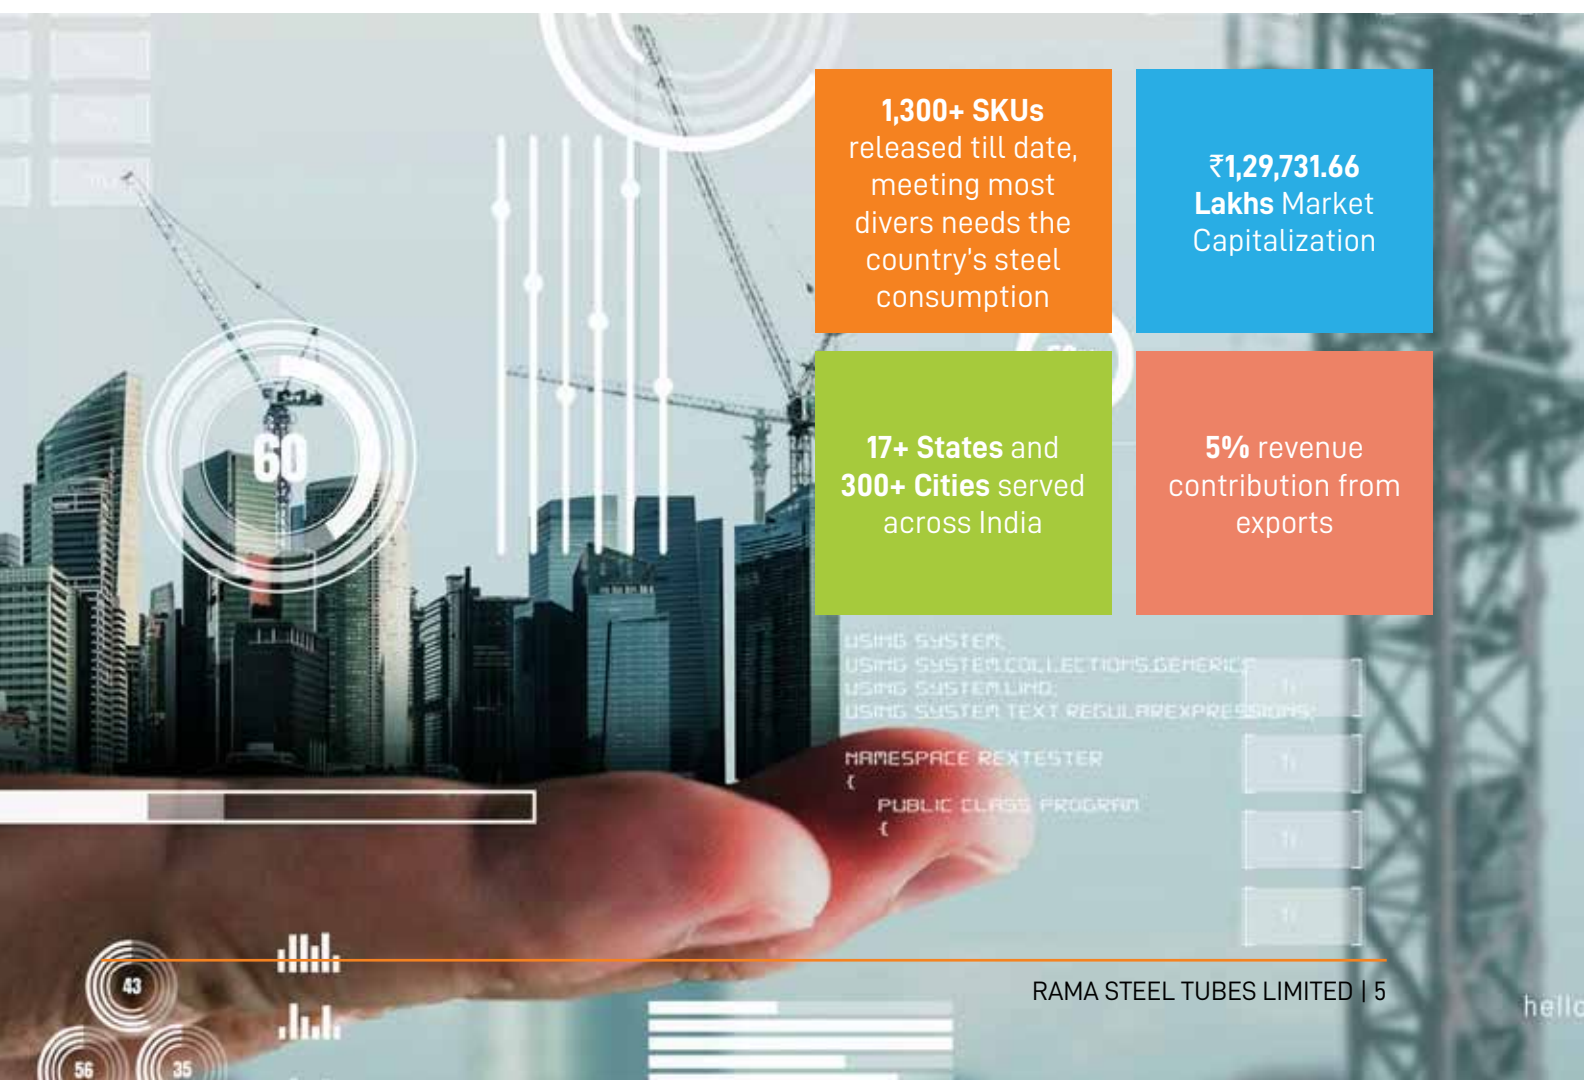 1,300+ SKUs
released till date,
meeting most
divers needs the
country's steel
consumption
₹1,29,731.66
Lakhs Market
Capitalization
17+ States and
300+ Cities served
across India
5% revenue
contribution from
exports
60
USING SYSTEM;
USING SYSTEM.COLLECTIONS.GENERIC;
USING SYSTEM.LINQ;
USING SYSTEM.TEXT.REGULAREXPRESSIONS;
NAMESPACE REXTESTER
{
PUBLIC CLASS PROGRAM
{
43
56
35
RAMA STEEL TUBES LIMITED | 5
hello